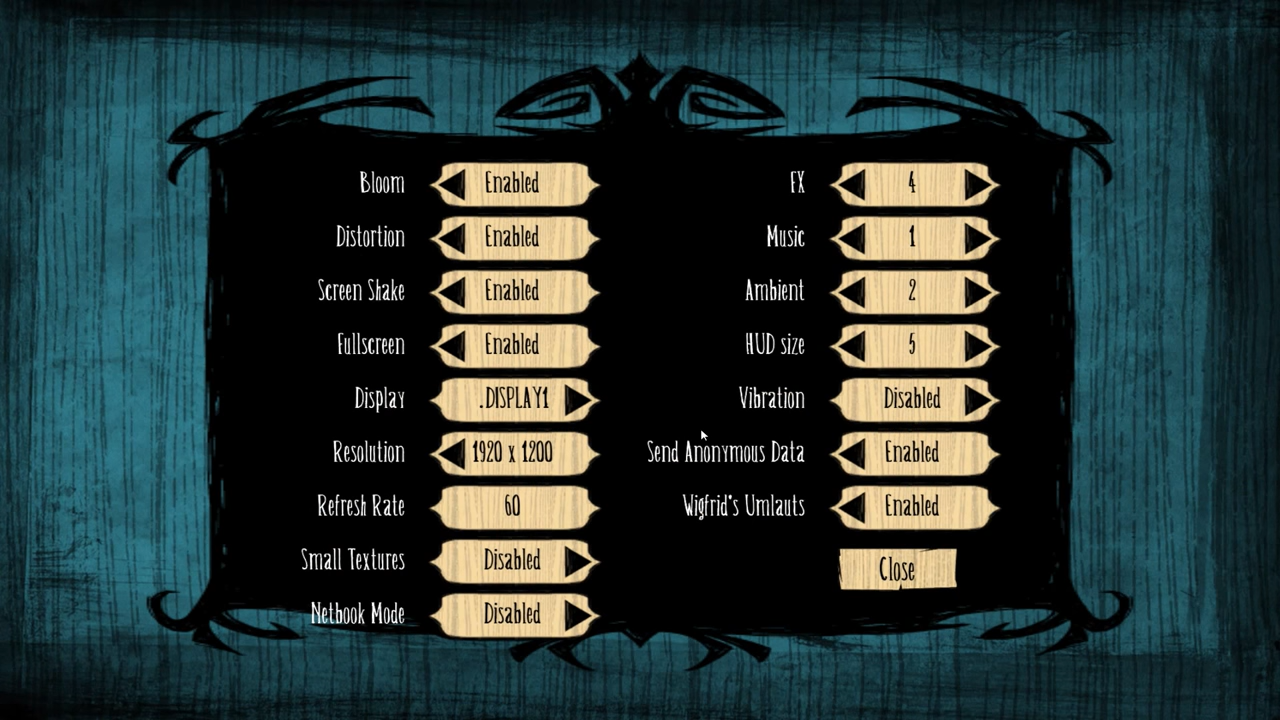 Bloom Enabled
Distortion Enabled
Screen Shake Enabled
Fullscreen Enabled
Display .DISPLAY1
Resolution 1920 x 1200
Refresh Rate 60
Small Textures Disabled
Netbook Mode Disabled
FX 4
Music 1
Ambient 2
HUD size 5
Vibration Disabled
Send Anonymous Data Enabled
Wigfrid's Umlauts Enabled
Close